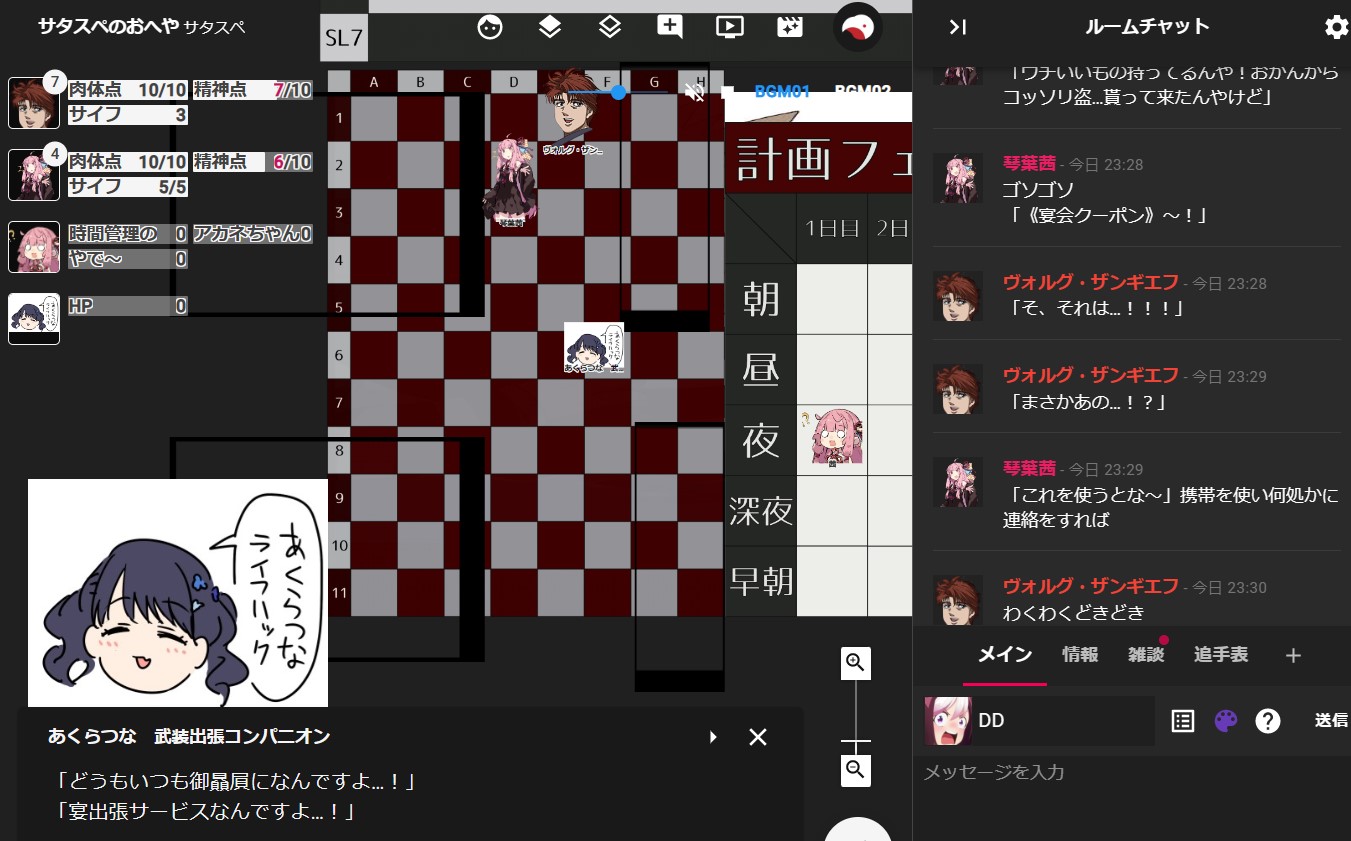 サタスペのおへや サタスペ
7
肉体点 10/10 精神点 7/10
サイフ 3
4
肉体点 10/10 精神点 6/10
サイフ 5/5
時間管理の 0 アカネちゃん0
やで〜 0
HP 0
SL7
A B C D F G H
1
2
3
4
5
6
7
8
9
10
11
ヴォルグ・ザン...
琴葉茜
あくらつな 武...
BGM01 BGM02
計画フェ
1日目 2日
朝
昼
夜
深夜
早朝
茜
あくらつな
ライフハック
あくらつな 武装出張コンパニオン
「どうもいつも御贔屓になんですよ…！」
「宴出張サービスなんですよ…！」
ルームチャット
「ウチいいもの持ってるんや！おかんから
コッソリ盗…貰って来たんやけど」
琴葉茜 - 今日 23:28
ゴソゴソ
「《宴会クーポン》〜！」
ヴォルグ・ザンギエフ - 今日 23:28
「そ、それは…！！！」
ヴォルグ・ザンギエフ - 今日 23:29
「まさかあの…！？」
琴葉茜 - 今日 23:29
「これを使うとな〜」携帯を使い何処かに
連絡をすれば
ヴォルグ・ザンギエフ - 今日 23:30
わくわくどきどき
メイン 情報 雑談 追手表 +
DD
送信
メッセージを入力